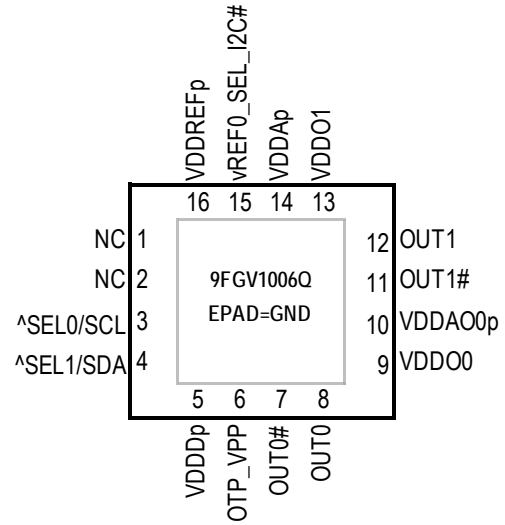 VDDREFp
vREF0_SEL_I2C#
VDDAp
VDDO1
16 15 14 13
NC 1
NC 2
^SEL0/SCL 3
^SEL1/SDA 4
9FGV1006Q
EPAD=GND
12 OUT1
11 OUT1#
10 VDDAO0p
9 VDDO0
5 6 7 8
VDDDp
OTP_VPP
OUT0#
OUT0